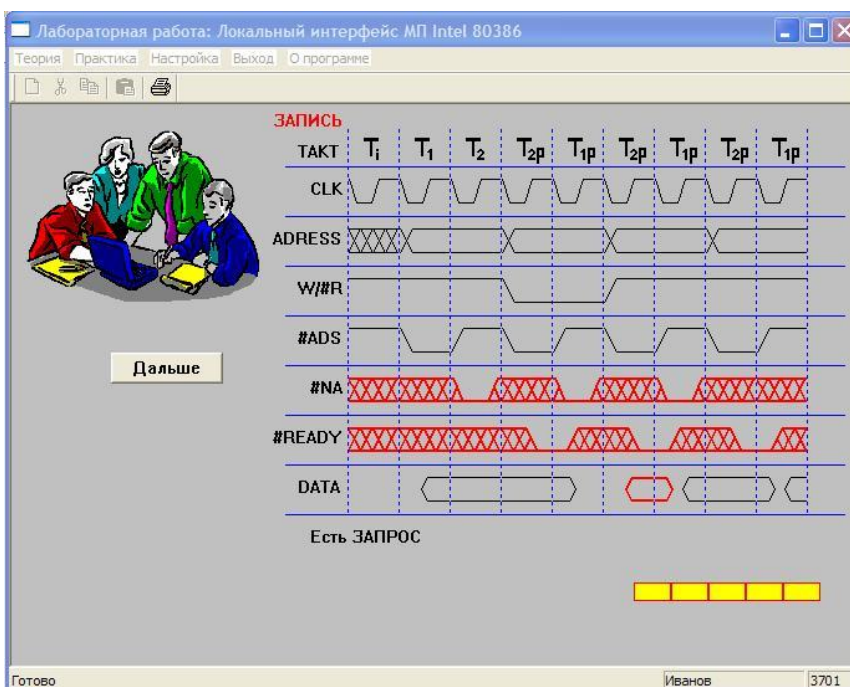 Лабораторная работа: Локальный интерфейс МП Intel 80386
Теория Практика Настройка Выход О программе
ЗАПИСЬ
ТАКТ Ti T1 T2 T2p T1p T2p T1p T2p T1p
CLK
ADRESS
W/#R
#ADS
Дальше
#NA
#READY
DATA
Есть ЗАПРОС
Готово Иванов 3701